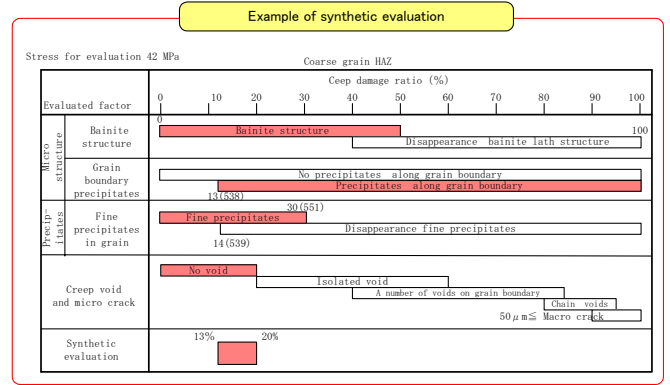 Example of synthetic evaluation
Stress for evaluation 42 MPa
Coarse grain HAZ
Ceep damage ratio (%)
Evaluated factor
0 10 20 30 40 50 60 70 80 90 100
0
100
Micro structure
Bainite structure
Bainite structure
Disappearance bainite lath structure
Grain boundary precipitates
No precipitates along grain boundary
Precipitates along grain boundary
13(538)
30(551)
Precip-itates
Fine precipitates in grain
Fine precipitates
Disappearance fine precipitates
14(539)
Creep void and micro crack
No void
Isolated void
A number of voids on grain boundary
Chain voids
50μm≦ Macro crack
Synthetic evaluation
13% 20%